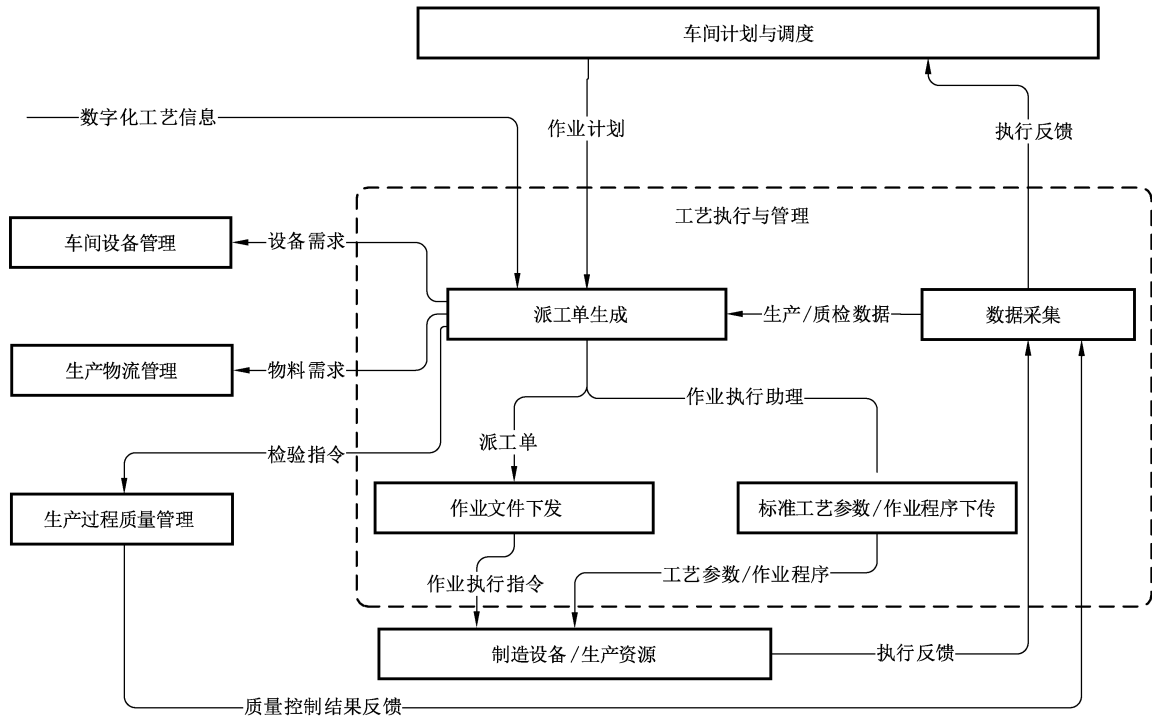 车间计划与调度
数字化工艺信息
作业计划
执行反馈
工艺执行与管理
车间设备管理
设备需求
派工单生成
生产/质检数据
数据采集
生产物流管理
物料需求
作业执行助理
派工单
检验指令
生产过程质量管理
作业文件下发
标准工艺参数/作业程序下传
作业执行指令
工艺参数/作业程序
制造设备/生产资源
执行反馈
质量控制结果反馈